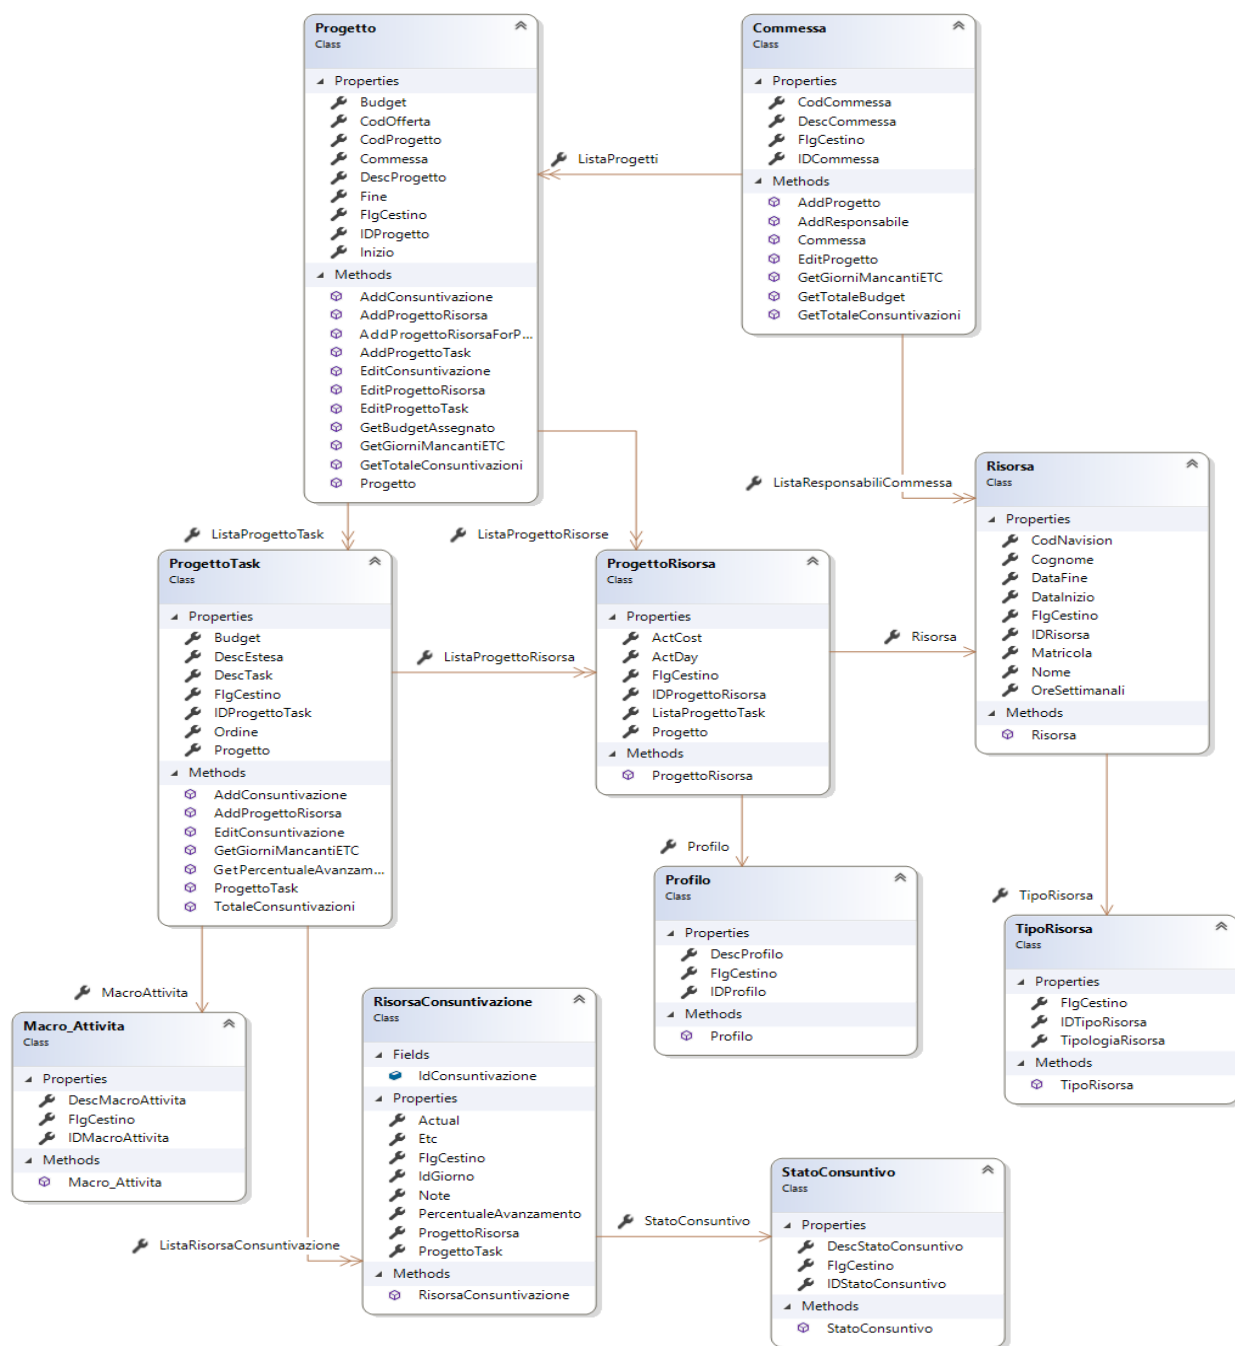 Progetto
Class
Properties
Budget
CodOfferta
CodProgetto
Commessa
DescProgetto
Fine
FlgCestino
IDProgetto
Inizio
Methods
AddConsuntivazione
AddProgettoRisorsa
AddProgettoRisorsaForP...
AddProgettoTask
EditConsuntivazione
EditProgettoRisorsa
EditProgettoTask
GetBudgetAssegnato
GetGiorniMancantiETC
GetTotaleConsuntivazioni
Progetto
ListaProgetti
Commessa
Class
Properties
CodCommessa
DescCommessa
FlgCestino
IDCommessa
Methods
AddProgetto
AddResponsabile
Commessa
EditProgetto
GetGiorniMancantiETC
GetTotaleBudget
GetTotaleConsuntivazioni
ListaResponsabiliCommessa
Risorsa
Class
Properties
CodNavision
Cognome
DataFine
DataInizio
FlgCestino
IDRisorsa
Matricola
Nome
OreSettimanali
Methods
Risorsa
ListaProgettoTask
ListaProgettoRisorse
ProgettoTask
Class
Properties
Budget
DescEstesa
DescTask
FlgCestino
IDProgettoTask
Ordine
Progetto
Methods
AddConsuntivazione
AddProgettoRisorsa
EditConsuntivazione
GetGiorniMancantiETC
GetPercentualeAvanzam...
ProgettoTask
TotaleConsuntivazioni
ListaProgettoRisorsa
ProgettoRisorsa
Class
Properties
ActCost
ActDay
FlgCestino
IDProgettoRisorsa
ListaProgettoTask
Progetto
Methods
ProgettoRisorsa
Risorsa
Profilo
Profilo
Class
Properties
DescProfilo
FlgCestino
IDProfilo
Methods
Profilo
TipoRisorsa
TipoRisorsa
Class
Properties
FlgCestino
IDTipoRisorsa
TipologiaRisorsa
Methods
TipoRisorsa
MacroAttivita
Macro_Attivita
Class
Properties
DescMacroAttivita
FlgCestino
IDMacroAttivita
Methods
Macro_Attivita
ListaRisorsaConsuntivazione
RisorsaConsuntivazione
Class
Fields
IdConsuntivazione
Properties
Actual
Etc
FlgCestino
IdGiorno
Note
PercentualeAvanzamento
ProgettoRisorsa
ProgettoTask
Methods
RisorsaConsuntivazione
StatoConsuntivo
StatoConsuntivo
Class
Properties
DescStatoConsuntivo
FlgCestino
IDStatoConsuntivo
Methods
StatoConsuntivo